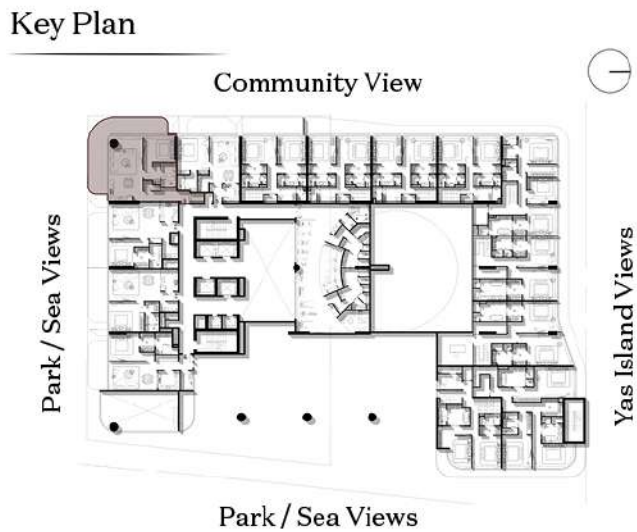 Key Plan
Community View
Park / Sea Views
Yas Island Views
Park / Sea Views